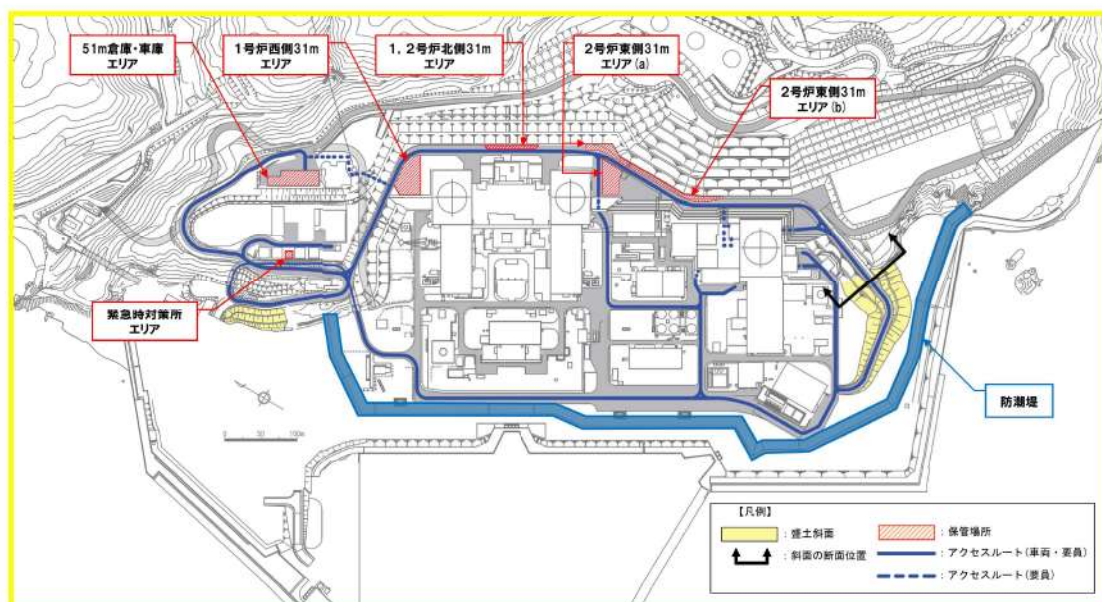 51m倉庫・車庫
エリア
1号炉西側31m
エリア
1,2号炉北側31m
エリア
2号炉東側31m
エリア(a)
2号炉東側31m
エリア(b)
緊急時対策所
エリア
防潮堤
0 50 100m
【凡例】
：盛土斜面
：保管場所
：斜面の断面位置
：アクセスルート(車両・要員)
：アクセスルート(要員)